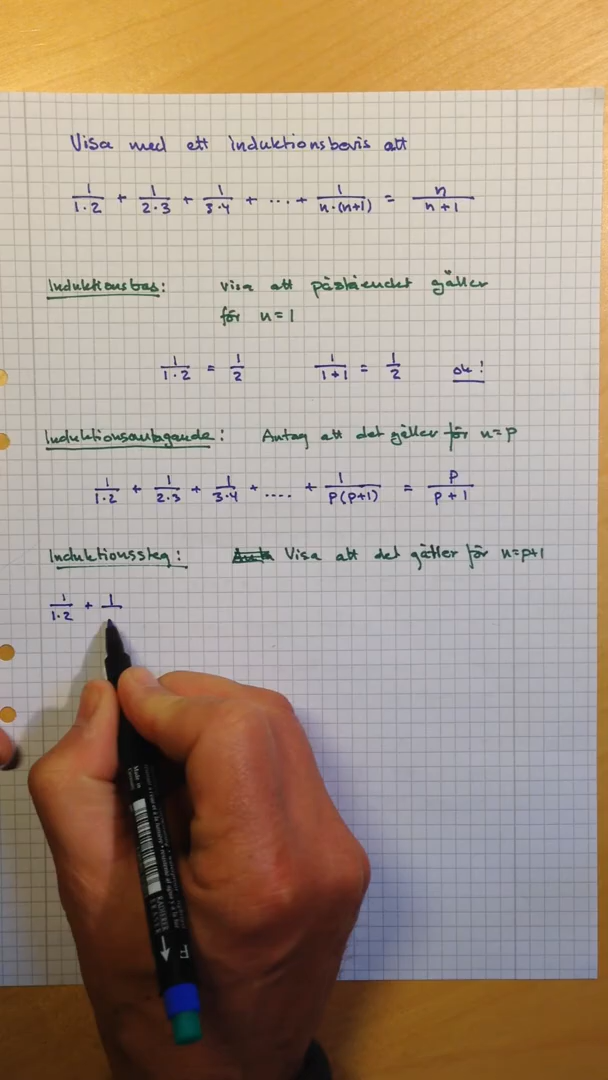 Visa med ett induktionsbevis att
1/(1·2) + 1/(2·3) + 1/(3·4) + ... + 1/(n·(n+1)) = n/(n+1)
Induktionsbas: visa att påståendet gäller
för n=1
1/(1·2) = 1/2 1/(1+1) = 1/2 ok!
Induktionsantagande: Antag att det gäller för n=p
1/(1·2) + 1/(2·3) + 1/(3·4) + .... + 1/(p(p+1)) = p/(p+1)
Induktionssteg: Visa att det gäller för n=p+1
1/(1·2) + 1/